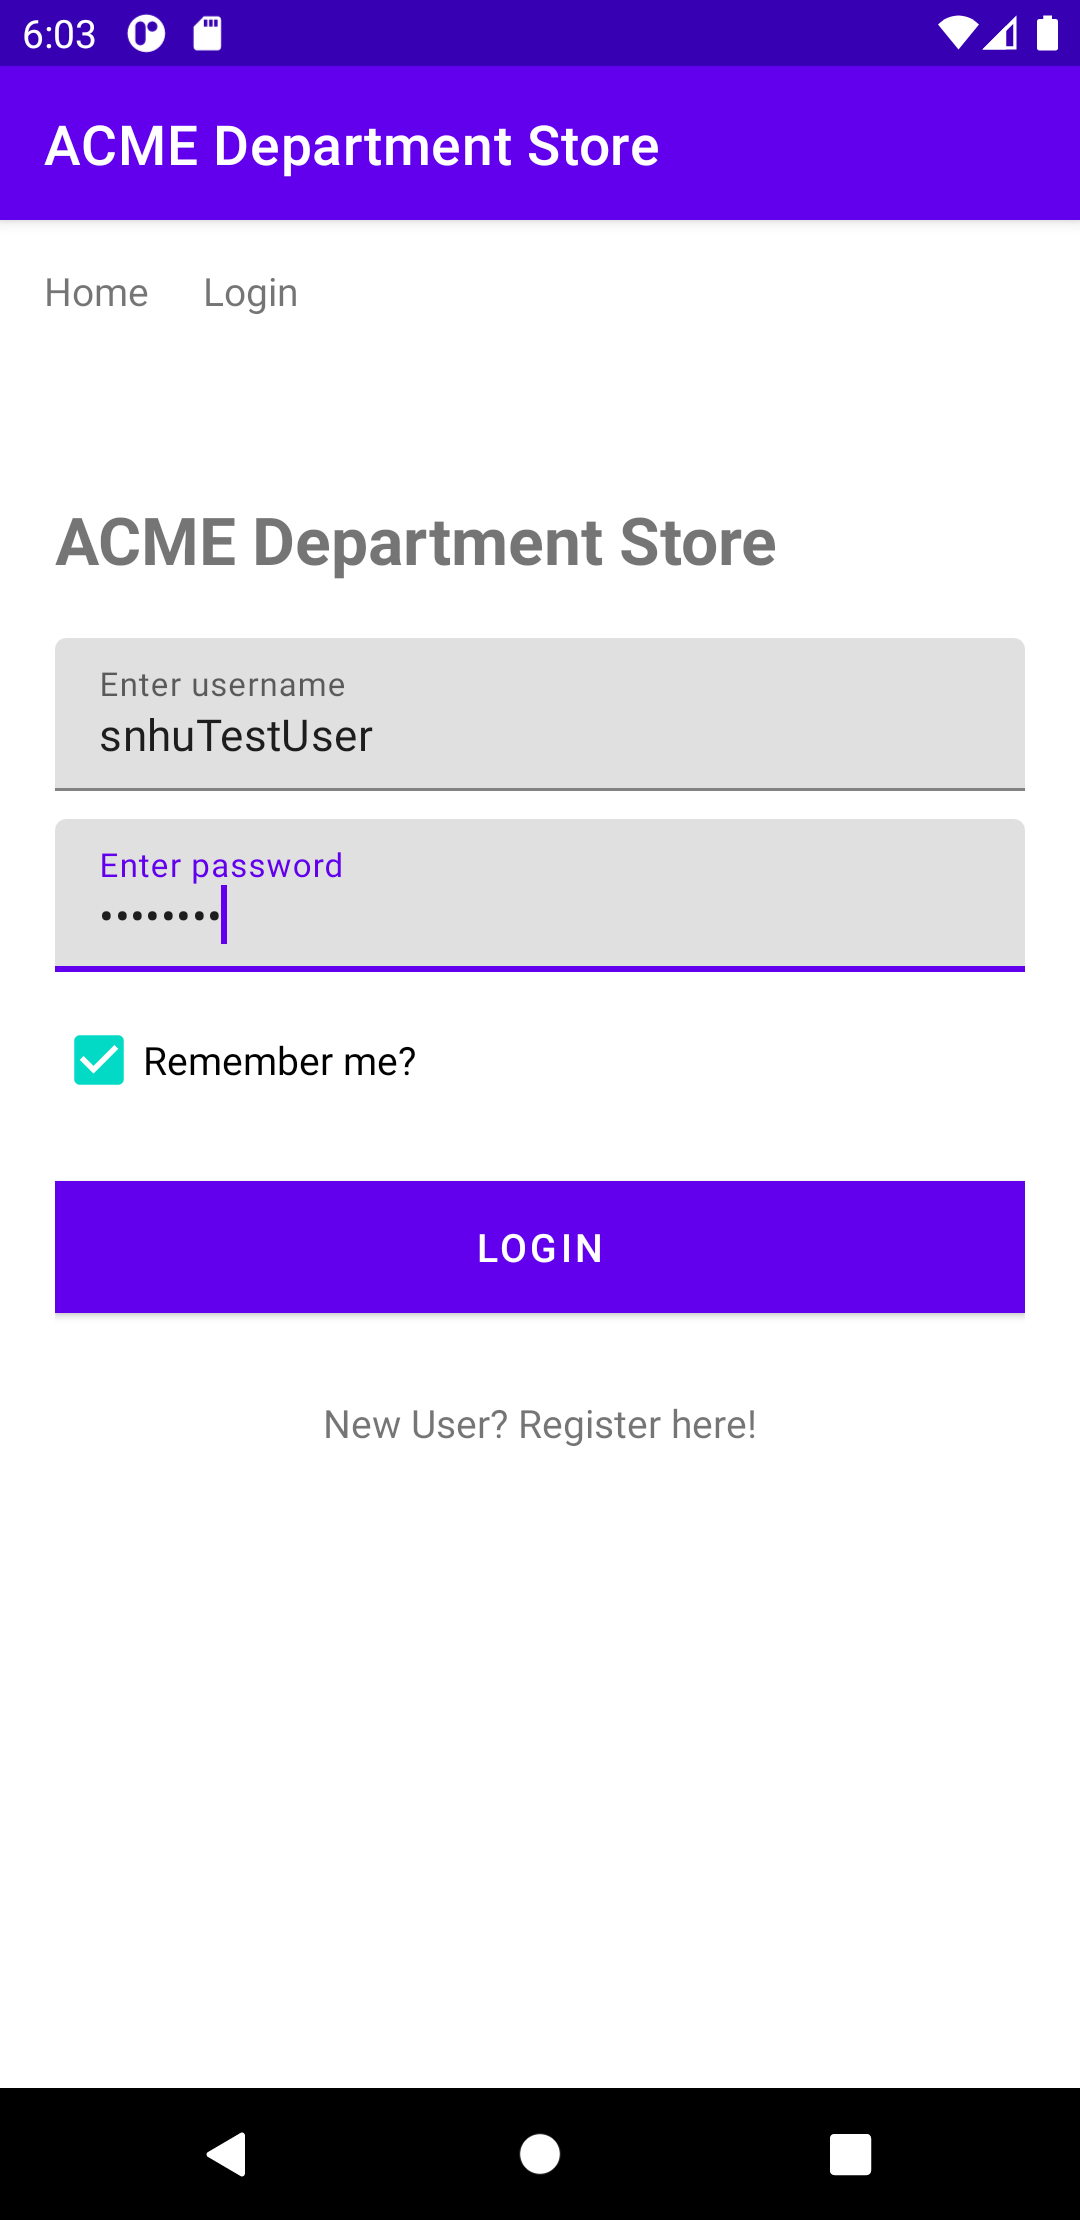 6:03
ACME Department Store
Home Login
ACME Department Store
Enter username
snhuTestUser
Enter password
••••••••
Remember me?
LOGIN
New User? Register here!